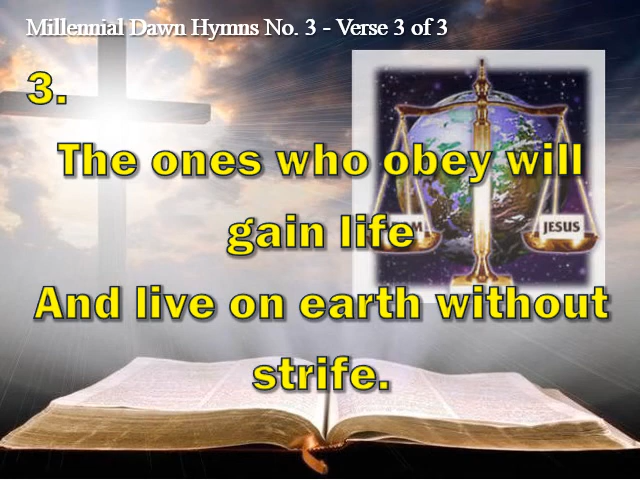 Millennial Dawn Hymns No. 3 - Verse 3 of 3
3.
The ones who obey will
gain life
JESUS
And live on earth without
strife.